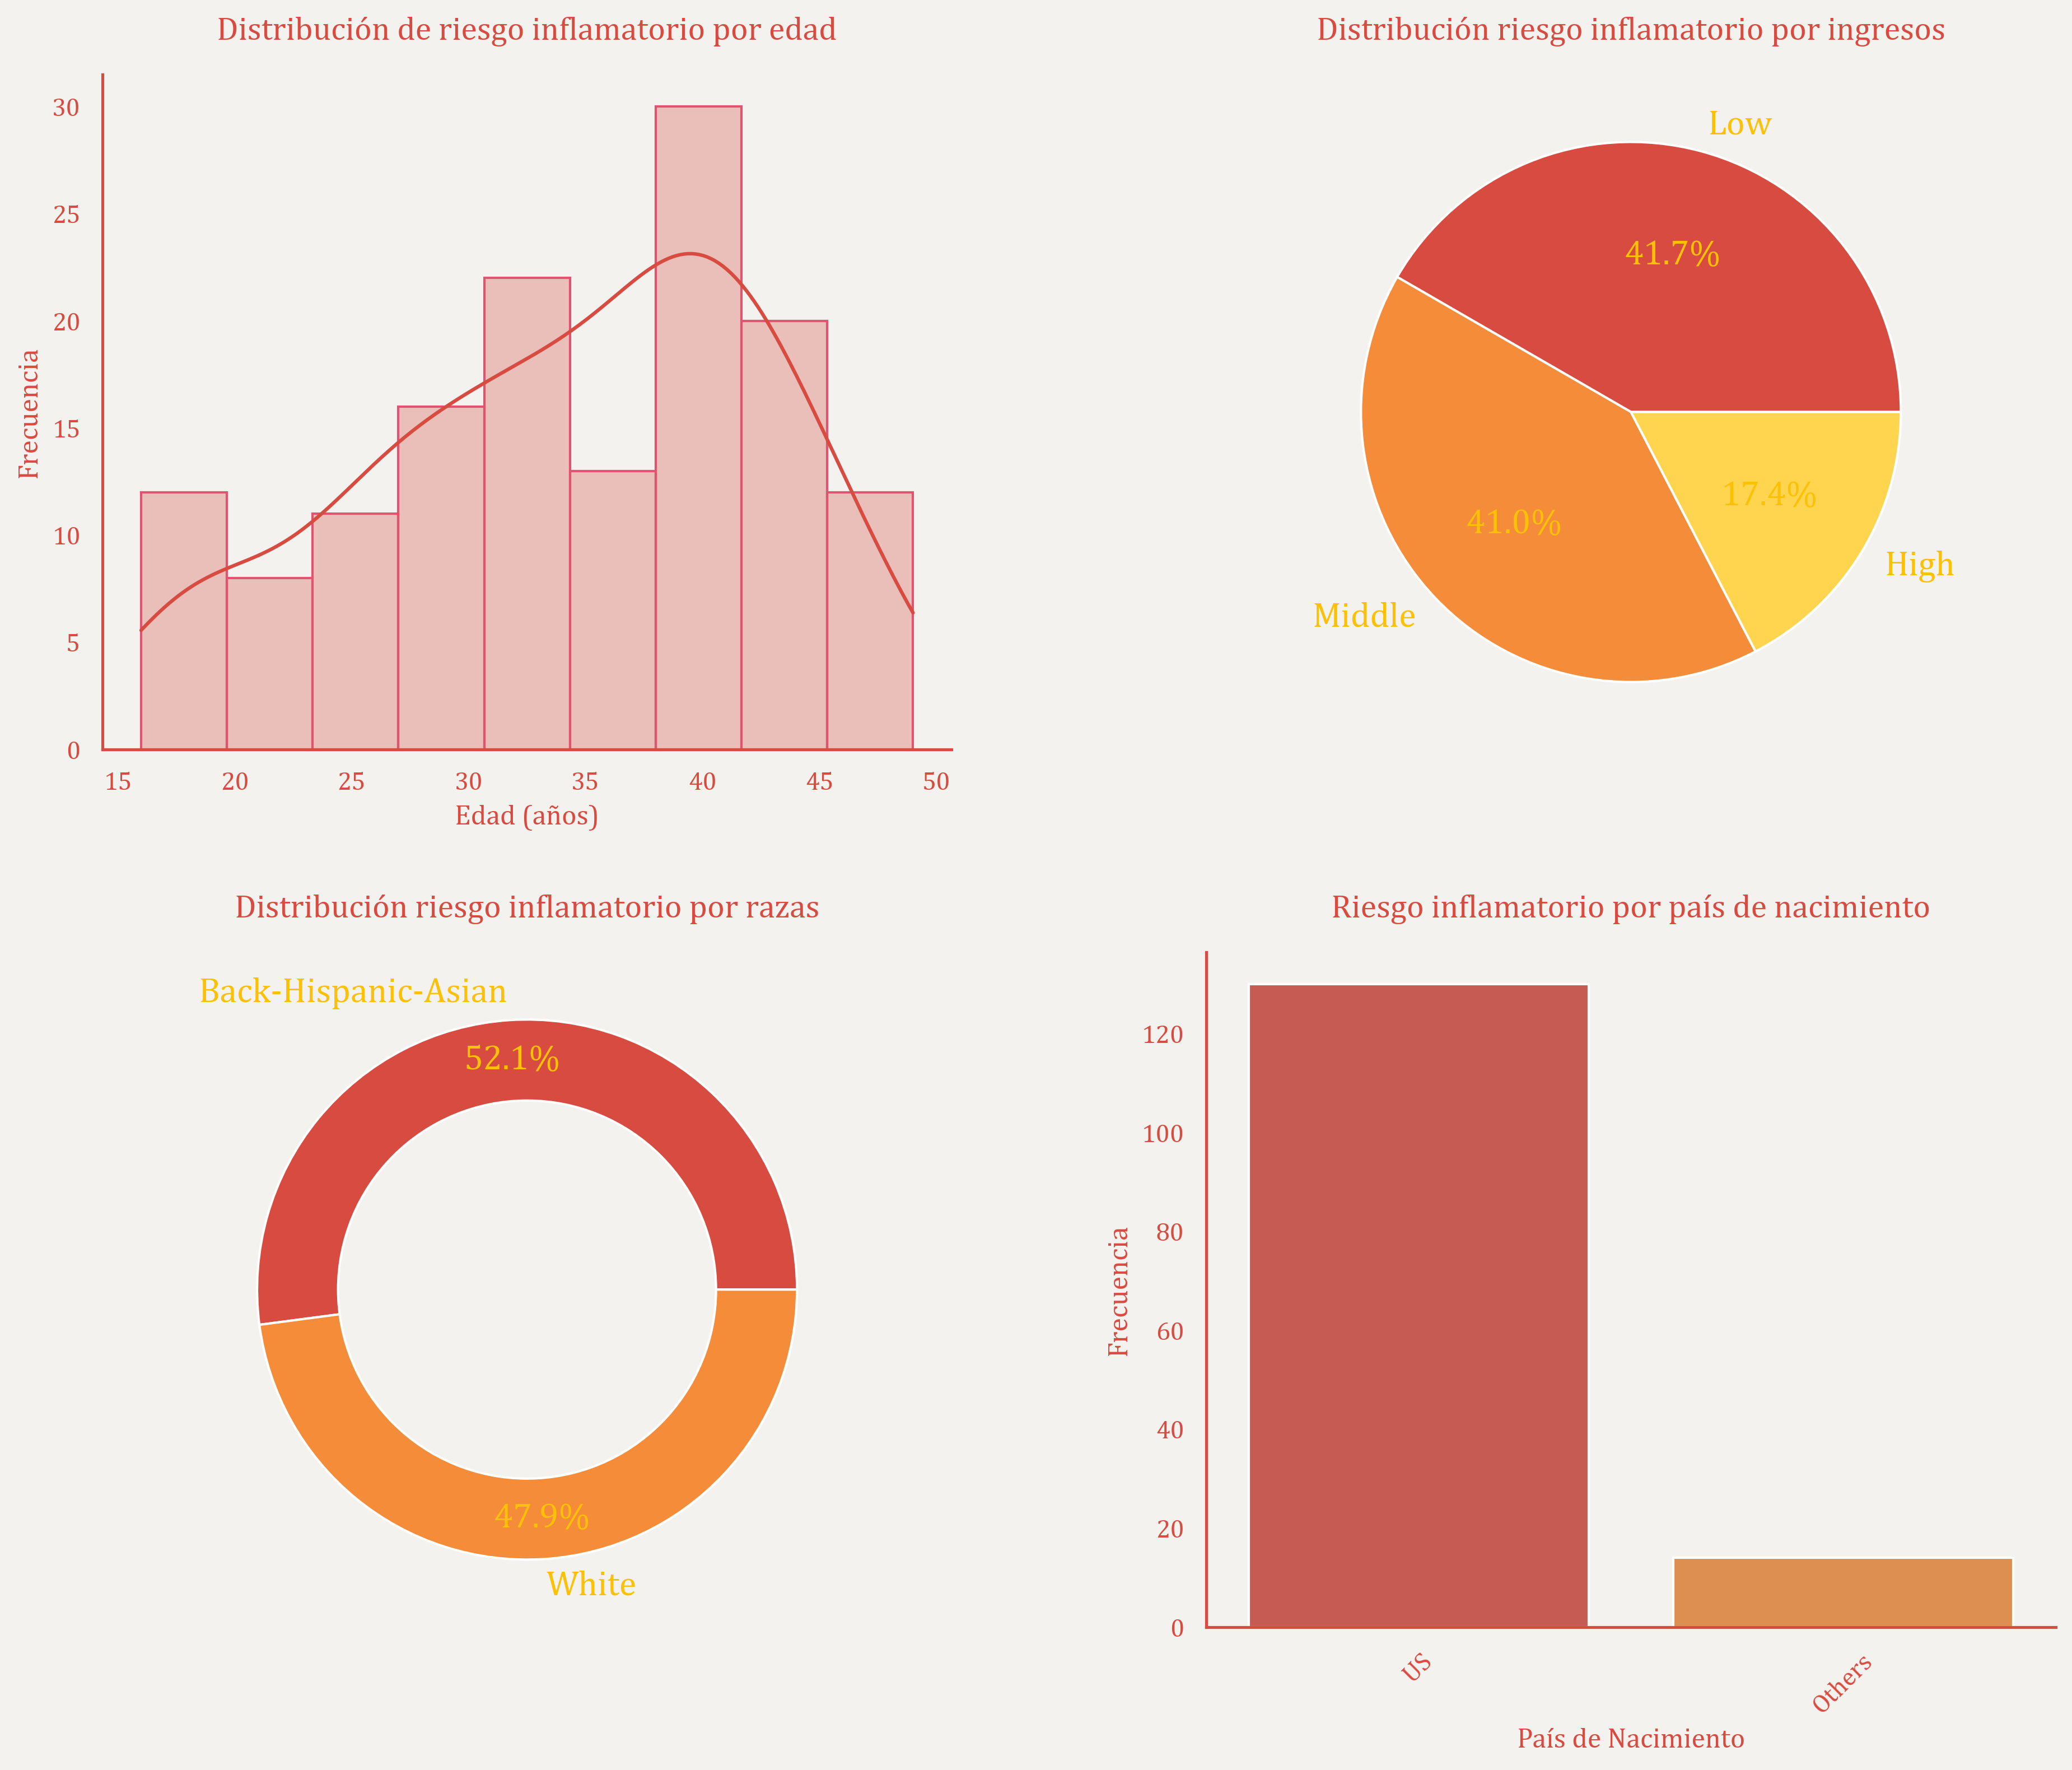 Distribución de riesgo inflamatorio por edad
30
25
20
15
10
5
0
Frecuencia
15 20 25 30 35 40 45 50
Edad (años)
Distribución riesgo inflamatorio por ingresos
Low
41.7%
41.0%
17.4%
High
Middle
Distribución riesgo inflamatorio por razas
Back-Hispanic-Asian
52.1%
47.9%
White
Riesgo inflamatorio por país de nacimiento
120
100
80
60
40
20
0
Frecuencia
US
Others
País de Nacimiento